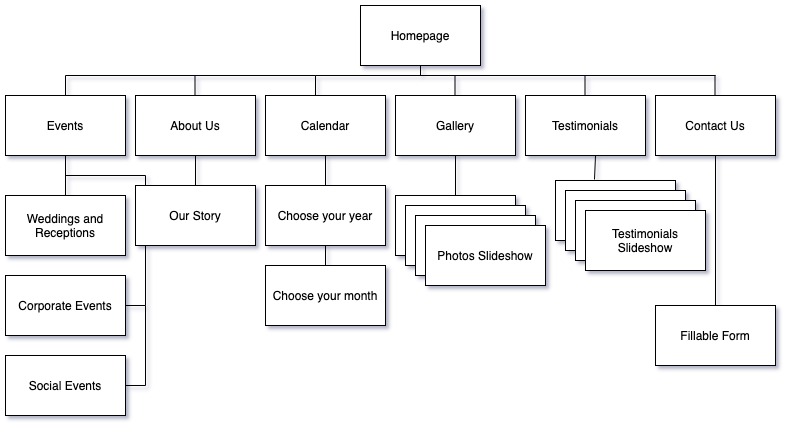 Homepage
Events
About Us
Calendar
Gallery
Testimonials
Contact Us
Weddings and
Receptions
Our Story
Choose your year
Photos Slideshow
Testimonials
Slideshow
Corporate Events
Choose your month
Fillable Form
Social Events